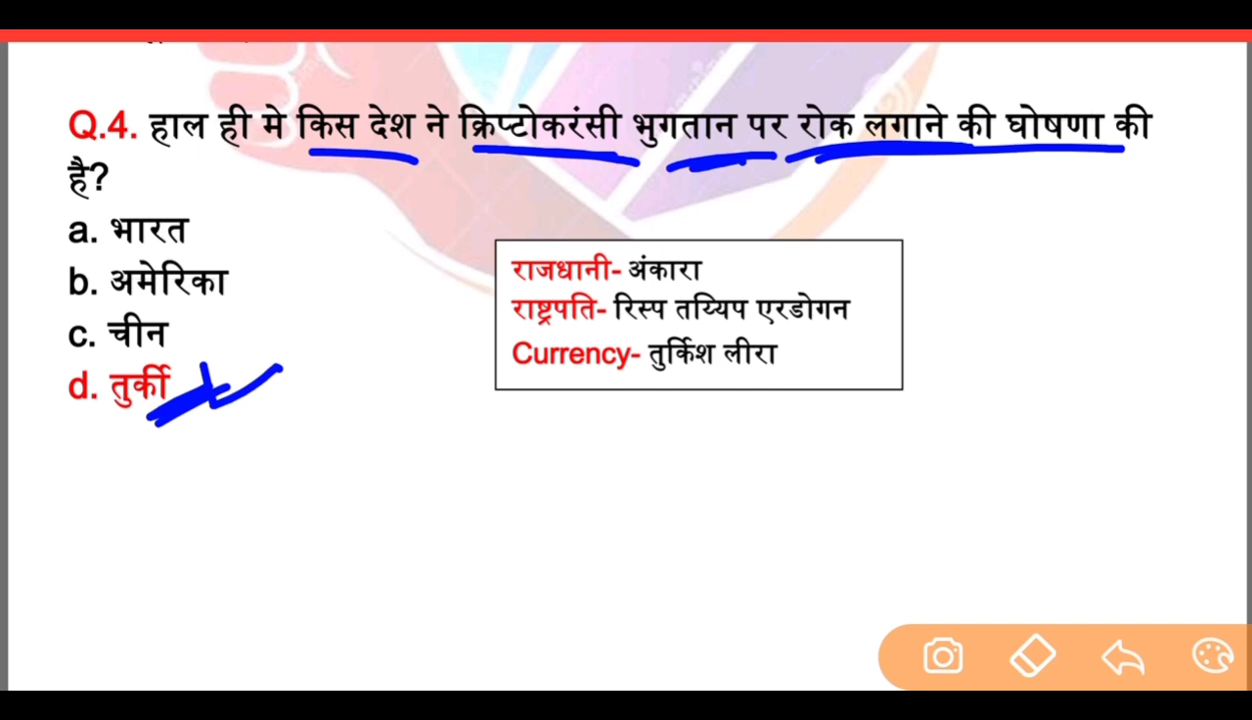 Q.4. हाल ही मे किस देश ने क्रिप्टोकरंसी भुगतान पर रोक लगाने की घोषणा की
है?
a. भारत
b. अमेरिका
c. चीन
d. तुर्की
राजधानी- अंकारा
राष्ट्रपति- रिस्प तय्यिप एरडोगन
Currency- तुर्किश लीरा